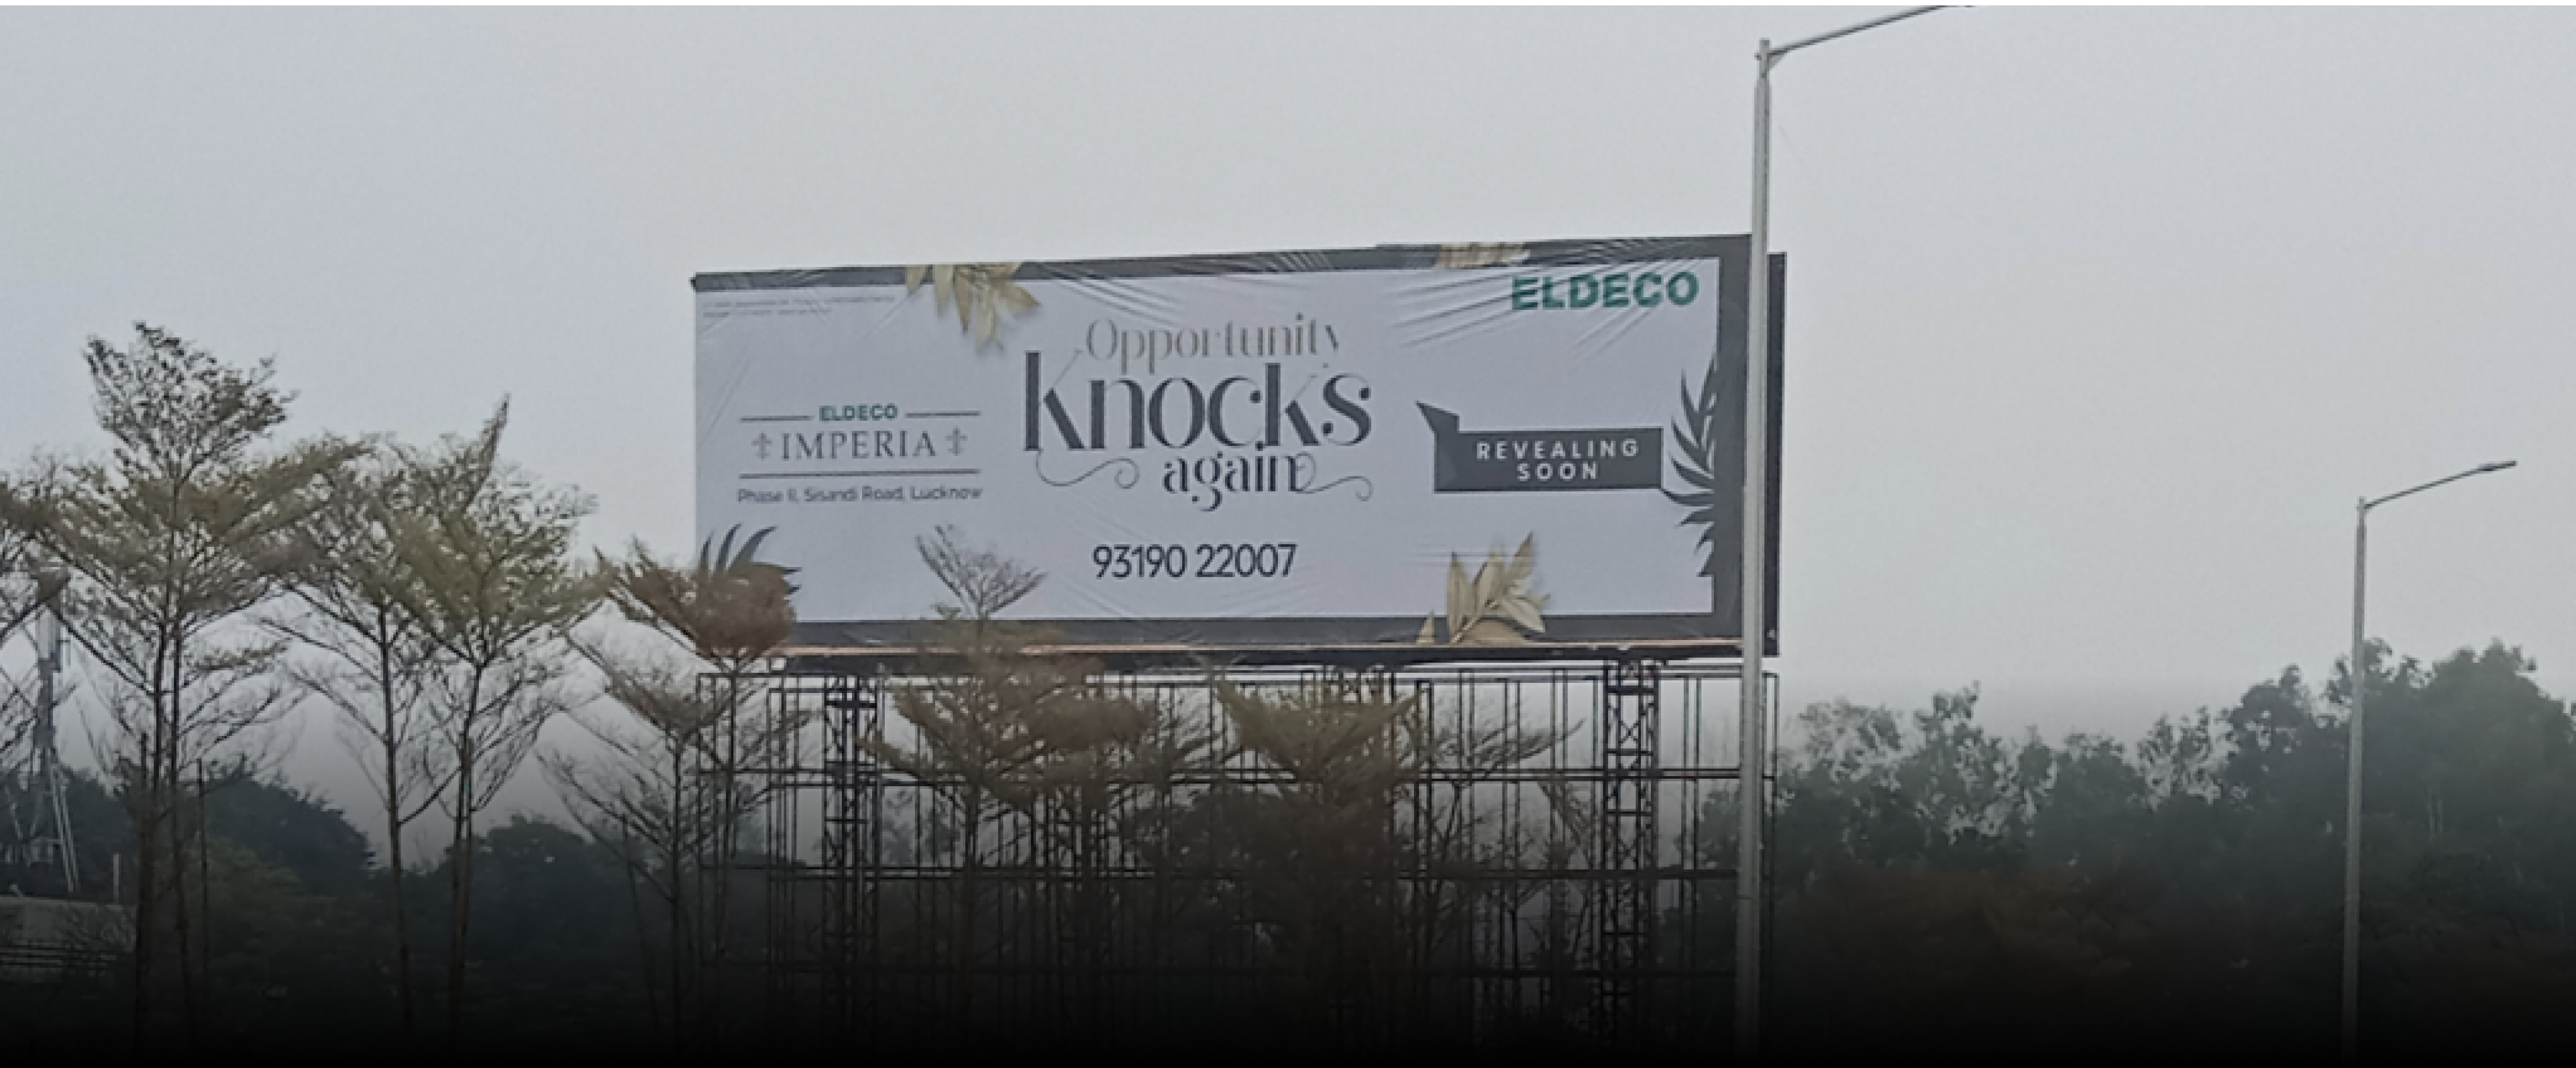 ELDECO
Opportunity
knocks
again
ELDECO
IMPERIA
Phase II, Sisandi Road, Lucknow
REVEALING
SOON
93190 22007